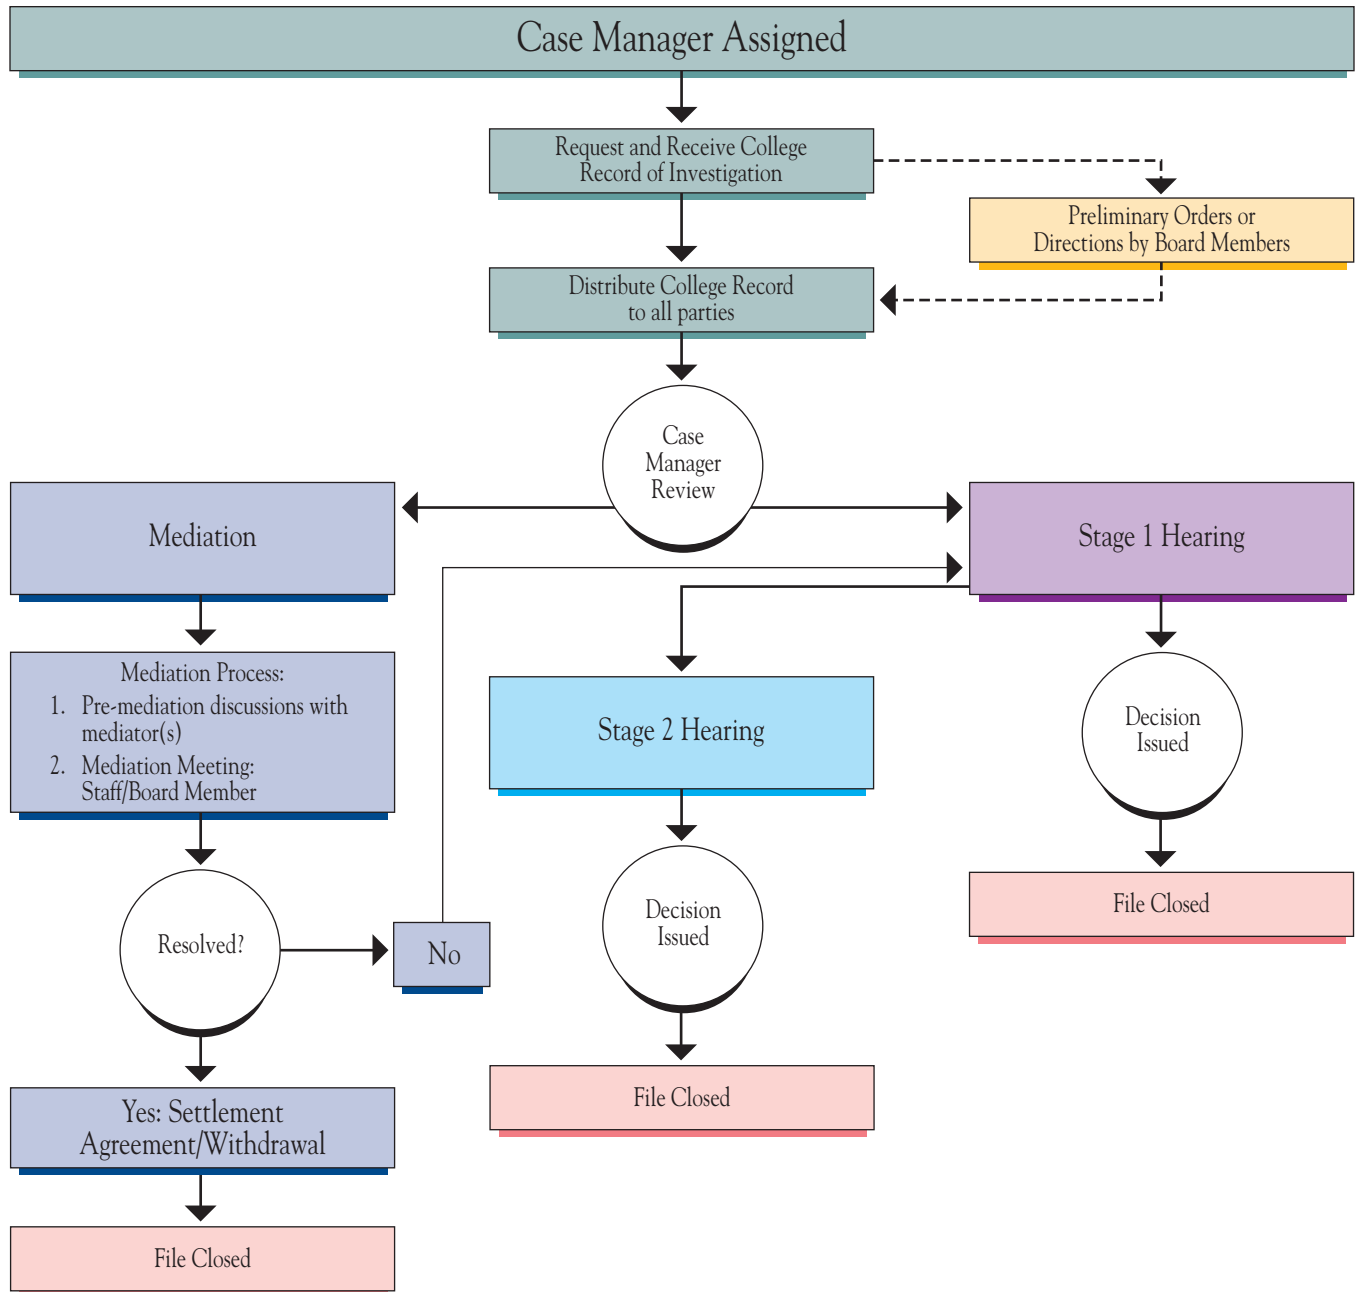 Case Manager Assigned
Request and Receive College
Record of Investigation
Preliminary Orders or
Directions by Board Members
Distribute College Record
to all parties
Case
Manager
Review
Mediation
Stage 1 Hearing
Mediation Process:
1. Pre-mediation discussions with
mediator(s)
2. Mediation Meeting:
Staff/Board Member
Stage 2 Hearing
Decision
Issued
Resolved?
No
Decision
Issued
File Closed
Yes: Settlement
Agreement/Withdrawal
File Closed
File Closed